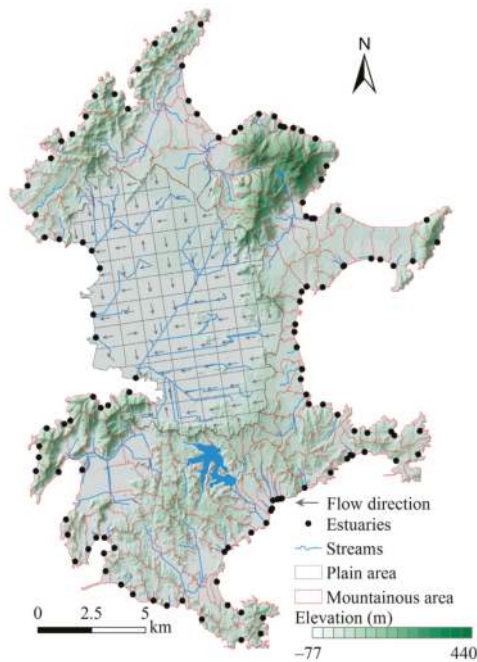 N
Flow direction
Estuaries
Streams
Plain area
Mountainous area
0 2.5 5
km
Elevation (m)
–77 440